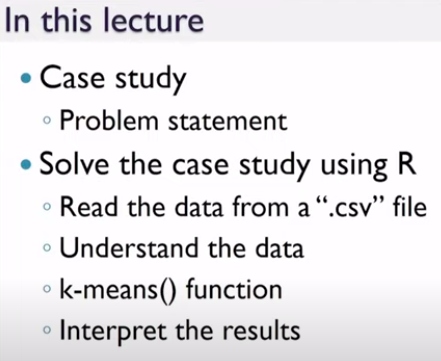 In this lecture
• Case study
◦ Problem statement
• Solve the case study using R
◦ Read the data from a “.csv” file
◦ Understand the data
◦ k-means() function
◦ Interpret the results